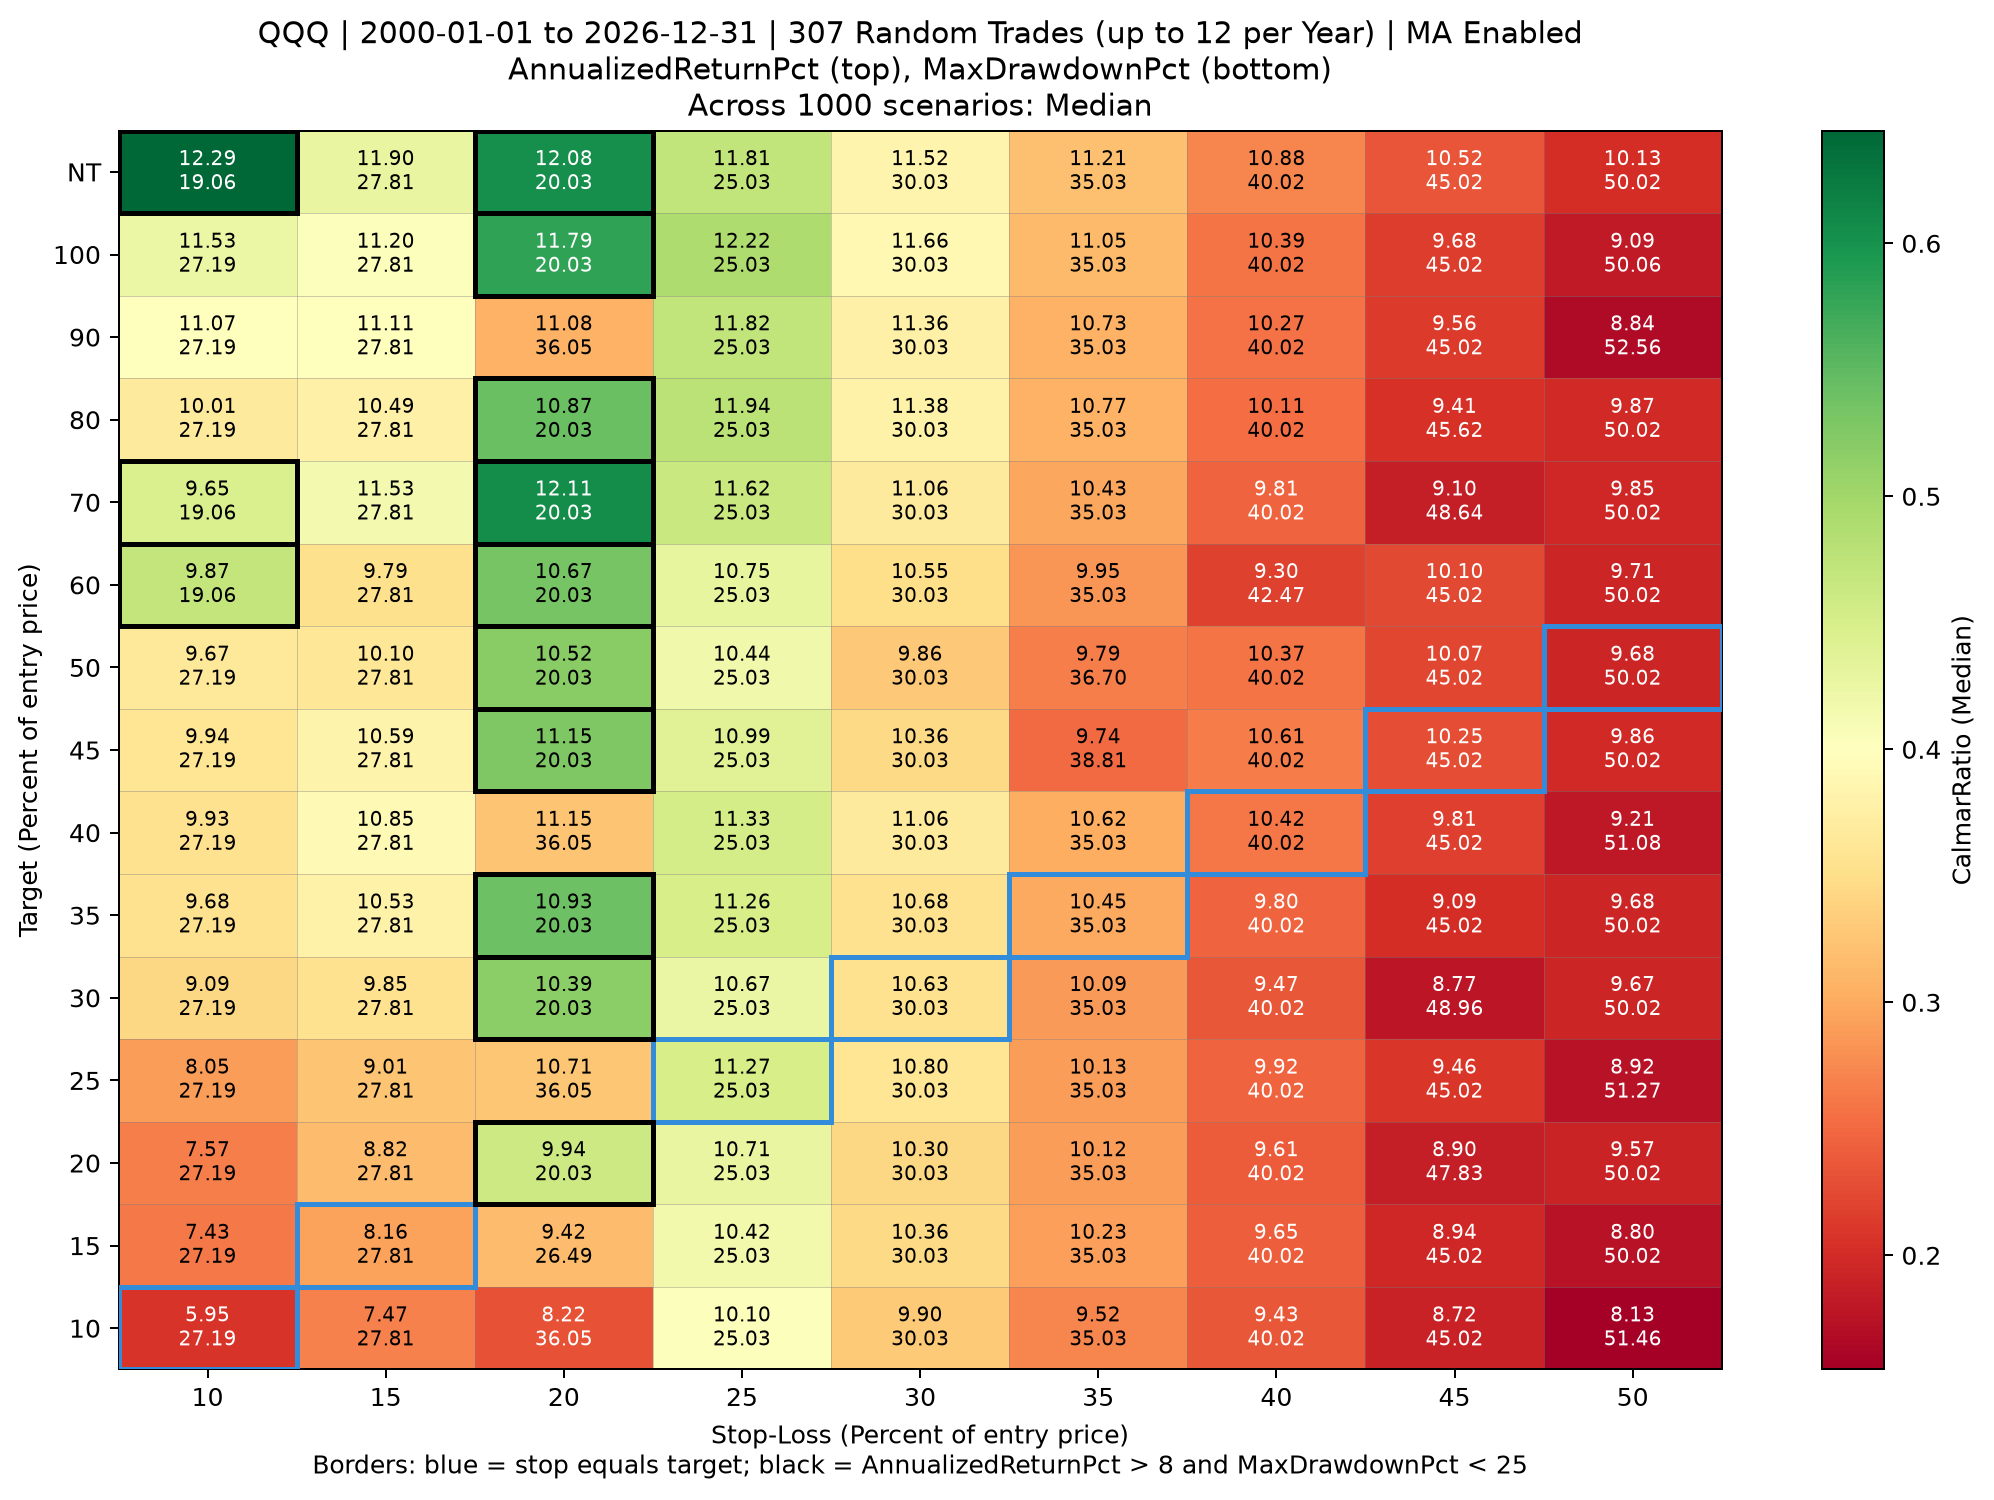 QQQ | 2000-01-01 to 2026-12-31 | 307 Random Trades (up to 12 per Year) | MA Enabled
AnnualizedReturnPct (top), MaxDrawdownPct (bottom)
Across 1000 scenarios: Median
Target (Percent of entry price)
NT
12.29 11.90 12.08 11.81 11.52 11.21 10.88 10.52 10.13
19.06 27.81 20.03 25.03 30.03 35.03 40.02 45.02 50.02
100
11.53 11.20 11.79 12.22 11.66 11.05 10.39 9.68 9.09
27.19 27.81 20.03 25.03 30.03 35.03 40.02 45.02 50.06
90
11.07 11.11 11.08 11.82 11.36 10.73 10.27 9.56 8.84
27.19 27.81 36.05 25.03 30.03 35.03 40.02 45.02 52.56
80
10.01 10.49 10.87 11.94 11.38 10.77 10.11 9.41 9.87
27.19 27.81 20.03 25.03 30.03 35.03 40.02 45.62 50.02
70
9.65 11.53 12.11 11.62 11.06 10.43 9.81 9.10 9.85
19.06 27.81 20.03 25.03 30.03 35.03 40.02 48.64 50.02
60
9.87 9.79 10.67 10.75 10.55 9.95 9.30 10.10 9.71
19.06 27.81 20.03 25.03 30.03 35.03 42.47 45.02 50.02
50
9.67 10.10 10.52 10.44 9.86 9.79 10.37 10.07 9.68
27.19 27.81 20.03 25.03 30.03 36.70 40.02 45.02 50.02
45
9.94 10.59 11.15 10.99 10.36 9.74 10.61 10.25 9.86
27.19 27.81 20.03 25.03 30.03 38.81 40.02 45.02 50.02
40
9.93 10.85 11.15 11.33 11.06 10.62 10.42 9.81 9.21
27.19 27.81 36.05 25.03 30.03 35.03 40.02 45.02 51.08
35
9.68 10.53 10.93 11.26 10.68 10.45 9.80 9.09 9.68
27.19 27.81 20.03 25.03 30.03 35.03 40.02 45.02 50.02
30
9.09 9.85 10.39 10.67 10.63 10.09 9.47 8.77 9.67
27.19 27.81 20.03 25.03 30.03 35.03 40.02 48.96 50.02
25
8.05 9.01 10.71 11.27 10.80 10.13 9.92 9.46 8.92
27.19 27.81 36.05 25.03 30.03 35.03 40.02 45.02 51.27
20
7.57 8.82 9.94 10.71 10.30 10.12 9.61 8.90 9.57
27.19 27.81 20.03 25.03 30.03 35.03 40.02 47.83 50.02
15
7.43 8.16 9.42 10.42 10.36 10.23 9.65 8.94 8.80
27.19 27.81 26.49 25.03 30.03 35.03 40.02 45.02 50.02
10
5.95 7.47 8.22 10.10 9.90 9.52 9.43 8.72 8.13
27.19 27.81 36.05 25.03 30.03 35.03 40.02 45.02 51.46
10 15 20 25 30 35 40 45 50
Stop-Loss (Percent of entry price)
Borders: blue = stop equals target; black = AnnualizedReturnPct > 8 and MaxDrawdownPct < 25
0.6
0.5
0.4
0.3
0.2
CalmarRatio (Median)